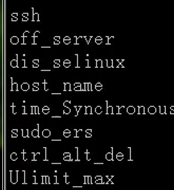 ssh
off_server
dis_selinux
host_name
time_Synchronous
sudo_ers
ctrl_alt_del
Ulimit_max